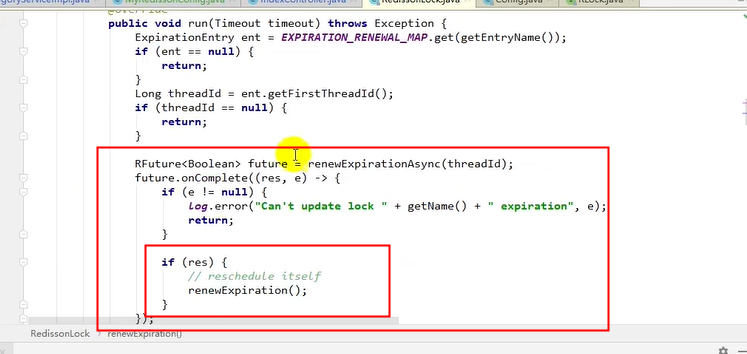 goryServiceImpl.java MyRedissonConfig.java IndexController.java RedissonLock.java Config.java RLock.java
@Override
public void run(Timeout timeout) throws Exception {
ExpirationEntry ent = EXPIRATION_RENEWAL_MAP.get(getEntryName());
if (ent == null) {
return;
}
Long threadId = ent.getFirstThreadId();
if (threadId == null) {
return;
}
RFuture<Boolean> future = renewExpirationAsync(threadId);
future.onComplete((res, e) -> {
if (e != null) {
log.error("Can't update lock " + getName() + " expiration", e);
return;
}
if (res) {
// reschedule itself
renewExpiration();
}
});
RedissonLock › renewExpiration()